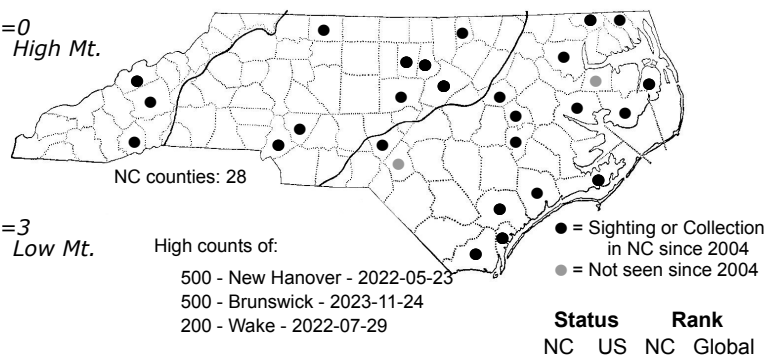 =0
High Mt.
NC counties: 28
=3
Low Mt.
High counts of:
500 - New Hanover - 2022-05-23
500 - Brunswick - 2023-11-24
200 - Wake - 2022-07-29
= Sighting or Collection
in NC since 2004
= Not seen since 2004
Status Rank
NC US NC Global